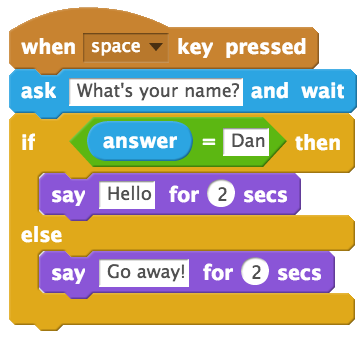 when space key pressed
ask What's your name? and wait
if answer = Dan then
say Hello for 2 secs
else
say Go away! for 2 secs